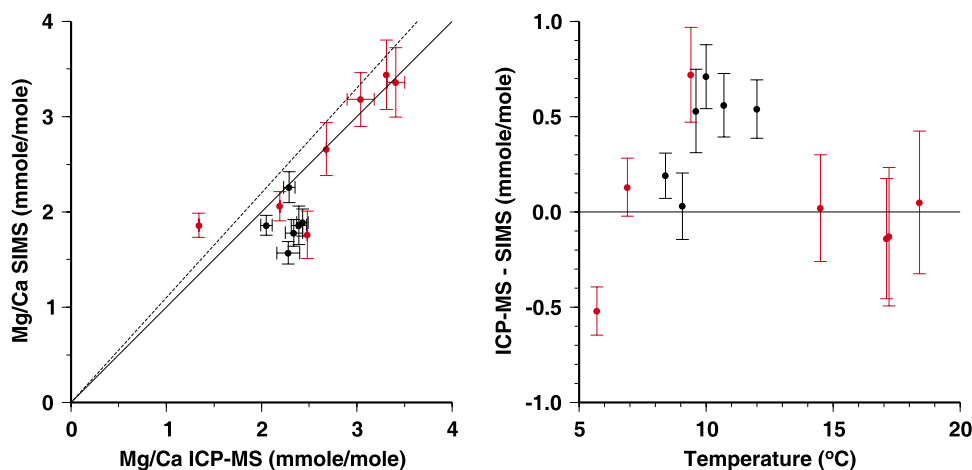 4
3
2
1
0
Mg/Ca SIMS (mmole/mole)
0 1 2 3 4
Mg/Ca ICP-MS (mmole/mole)
1.0
0.5
0.0
-0.5
-1.0
ICP-MS - SIMS (mmole/mole)
5 10 15 20
Temperature (ºC)